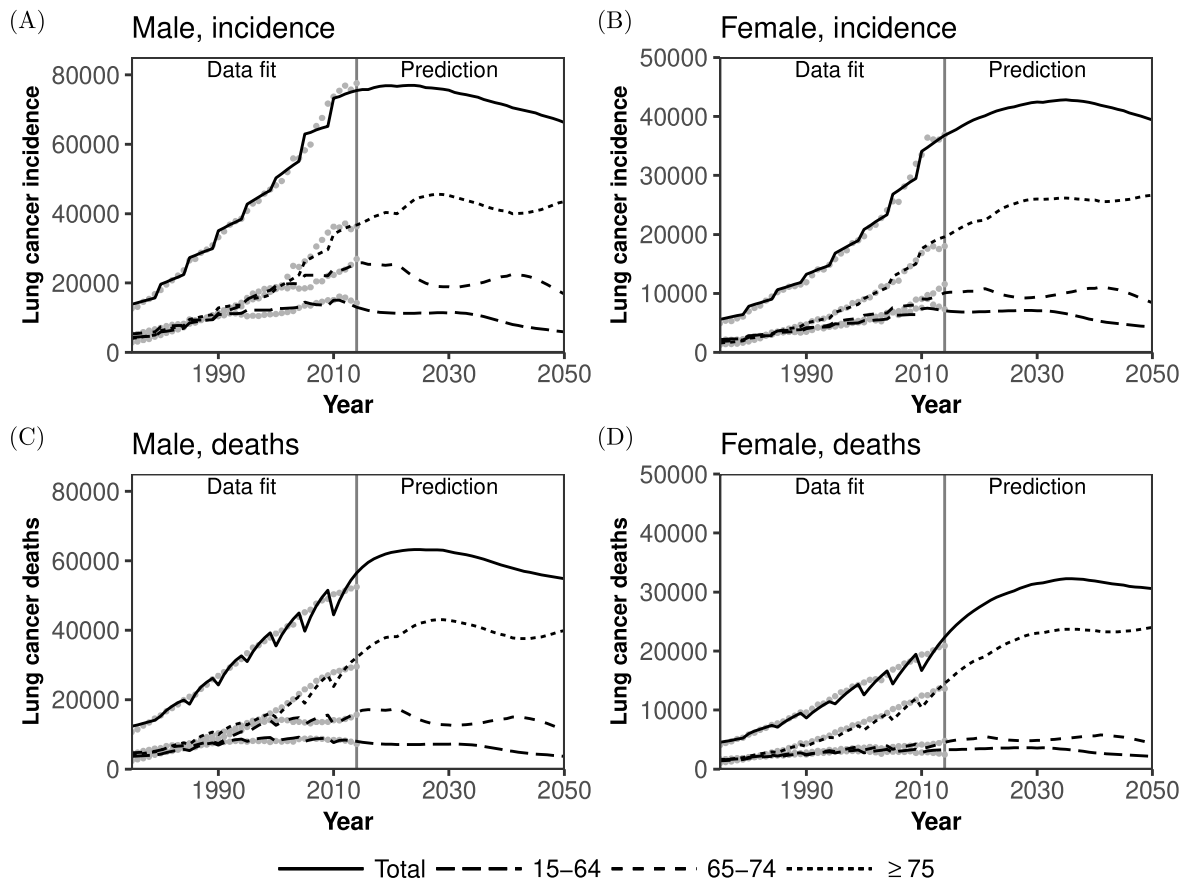 (A)
Male, incidence
Data fit
Prediction
80000
60000
40000
20000
0
Lung cancer incidence
1990
2010
2030
2050
Year
(B)
Female, incidence
Data fit
Prediction
50000
40000
30000
20000
10000
0
Lung cancer incidence
1990
2010
2030
2050
Year
(C)
Male, deaths
Data fit
Prediction
80000
60000
40000
20000
0
Lung cancer deaths
1990
2010
2030
2050
Year
(D)
Female, deaths
Data fit
Prediction
50000
40000
30000
20000
10000
0
Lung cancer deaths
1990
2010
2030
2050
Year
Total 15−64 65−74 ≥75